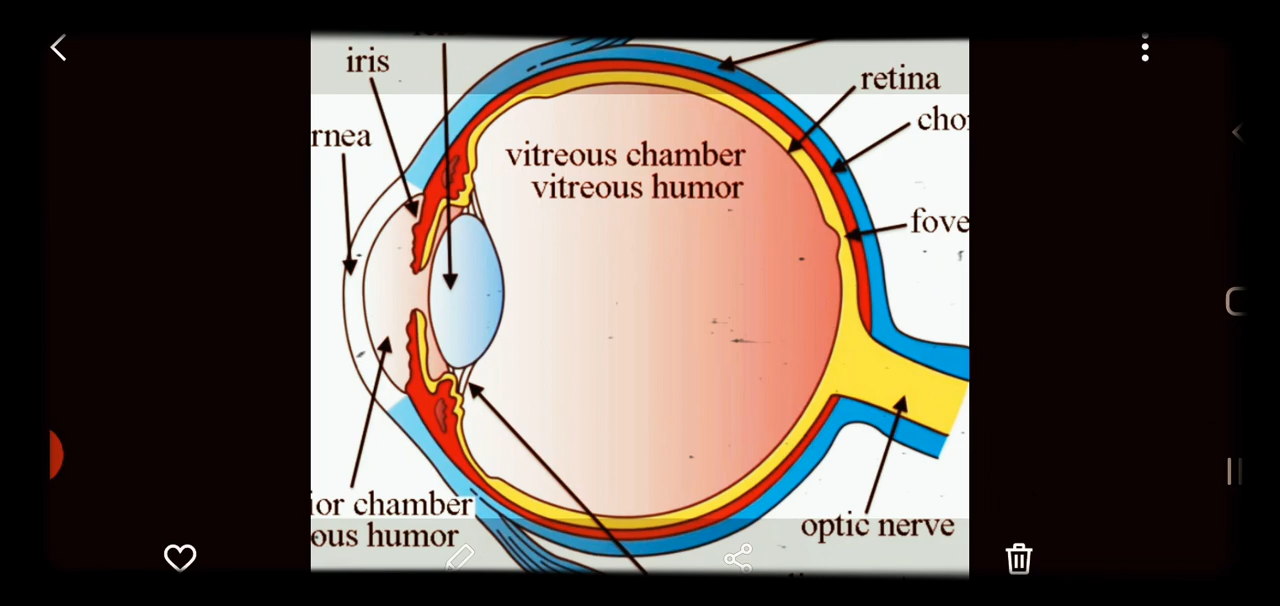 iris
retina
rnea
cho
vitreous chamber
vitreous humor
fove
ior chamber
ous humor
optic nerve